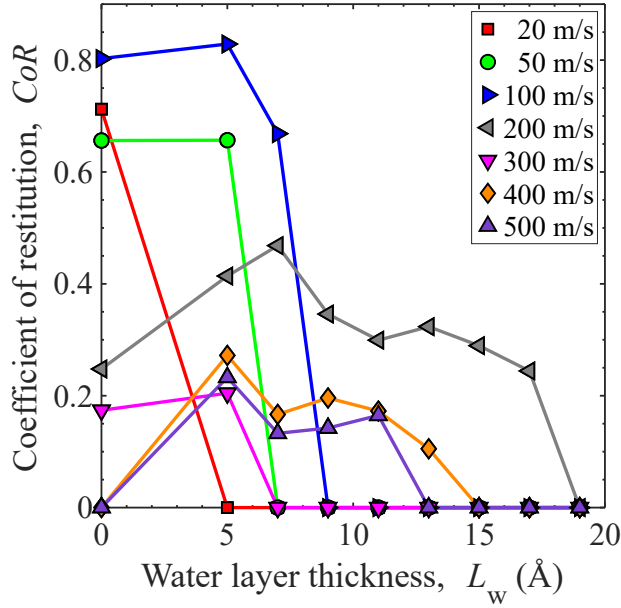 Coefficient of restitution, CoR
0.8
0.6
0.4
0.2
0
20 m/s
50 m/s
100 m/s
200 m/s
300 m/s
400 m/s
500 m/s
0 5 10 15 20
Water layer thickness, Lw (Å)